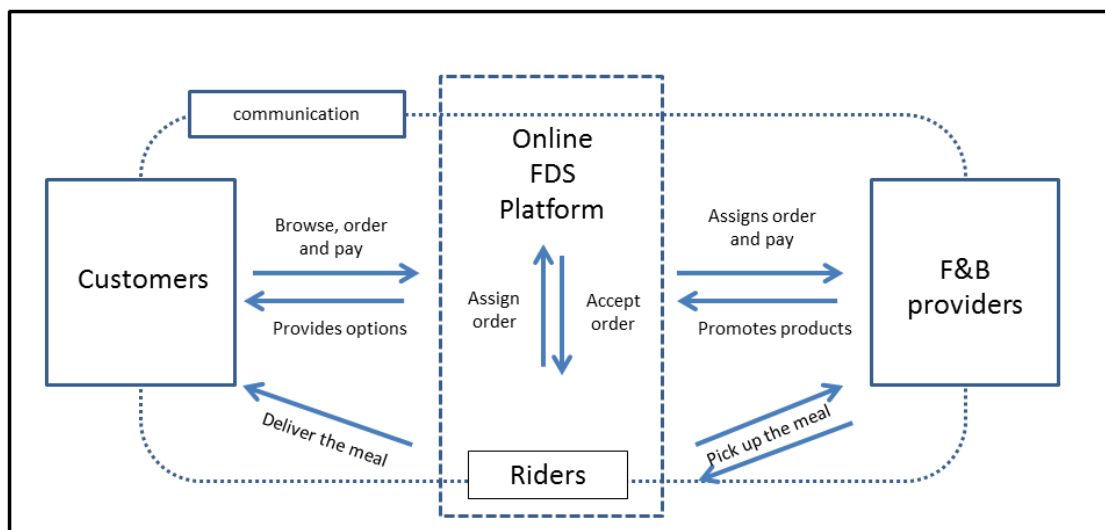 communication
Online
FDS
Platform
Customers
Browse, order
and pay
Provides options
Assign
order
Accept
order
Assigns order
and pay
Promotes products
F&B
providers
Deliver the meal
Pick up the meal
Riders